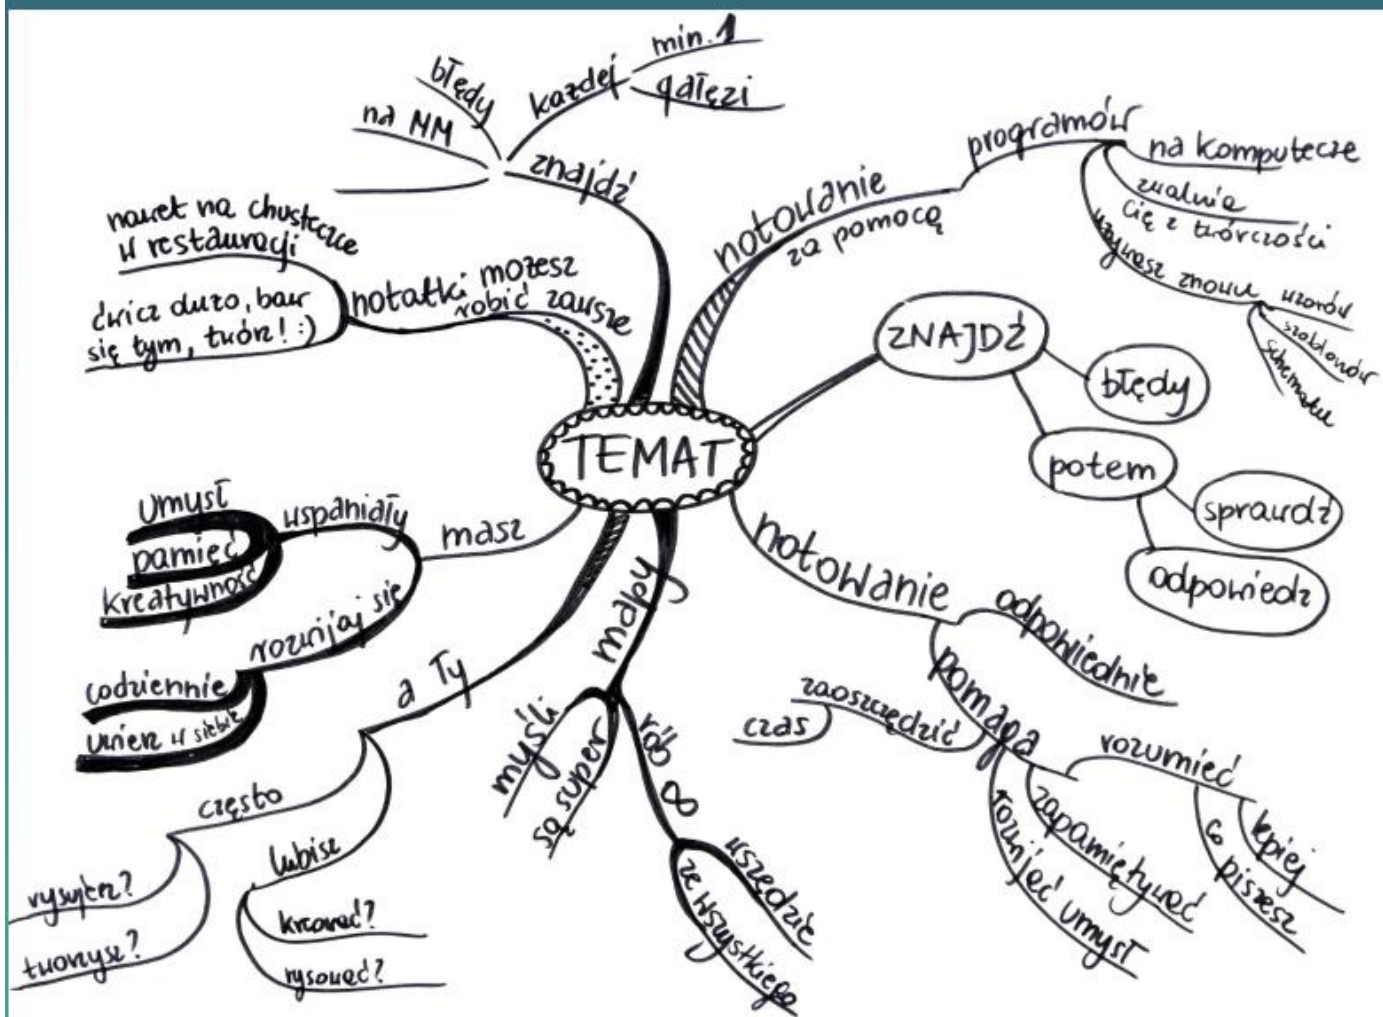 TEMAT
znajdź
każdej
min. 1
gałęzi
błędy
na MM
notowanie
za pomocą
programów
na komputerze
zwalnia
cię z twórczości
używasz znowu
wzorów
szablonów
schematu
ZNAJDŹ
błędy
potem
sprawdź
odpowiedz
notowanie
odpowiednie
pomaga
rozumieć
lepiej
co piszesz
zapamiętywać
rozwijać umysł
zaoszczędzić
czas
mapy
myśli
są super
rób ∞
wszędzie
ze wszystkiego
a Ty
często
rysujesz?
tworzysz?
lubisz
kreować?
rysować?
masz
wspaniały
umysł
pamięć
kreatywność
rozwijaj się
codziennie
wierz w siebie
notatki możesz
robić zawsze
nawet na chusteczce
w restauracji
ćwicz dużo, baw
się tym, twórz! :)